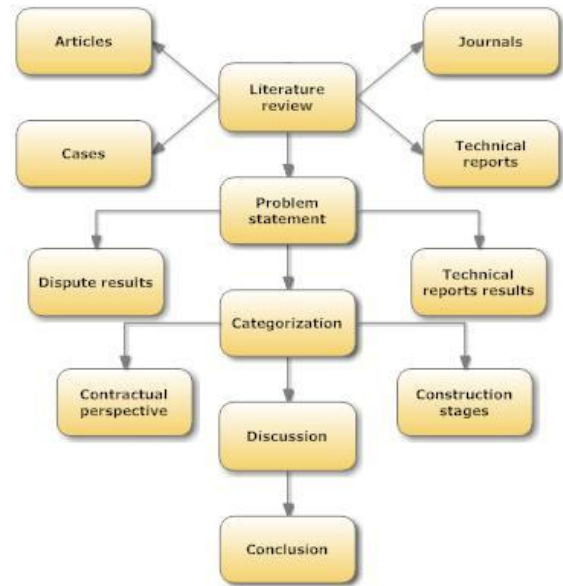 Articles
Journals
Literature
review
Cases
Technical
reports
Problem
statement
Dispute results
Technical
reports results
Categorization
Contractual
perspective
Construction
stages
Discussion
Conclusion